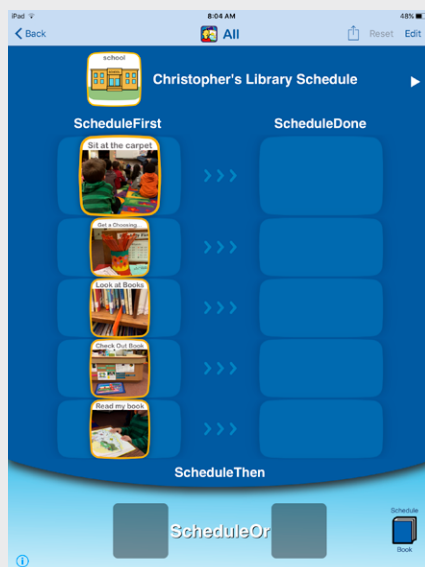 iPad 8:04 AM 48%
Back All Reset Edit
school
Christopher's Library Schedule
ScheduleFirst ScheduleDone
Sit at the carpet
Get a Choosing...
Look at Books
Check Out Book
Read my book
ScheduleThen
ScheduleOr
Schedule
Book